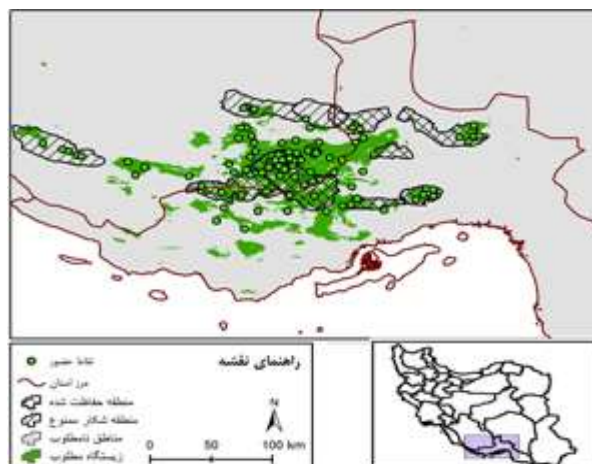 راهنمای نقشه
نقاط حضور
مرز استان
منطقه حفاظت شده
منطقه شکار ممنوع
مناطق نامطلوب
زیستگاه مطلوب
N
0 50 100 km